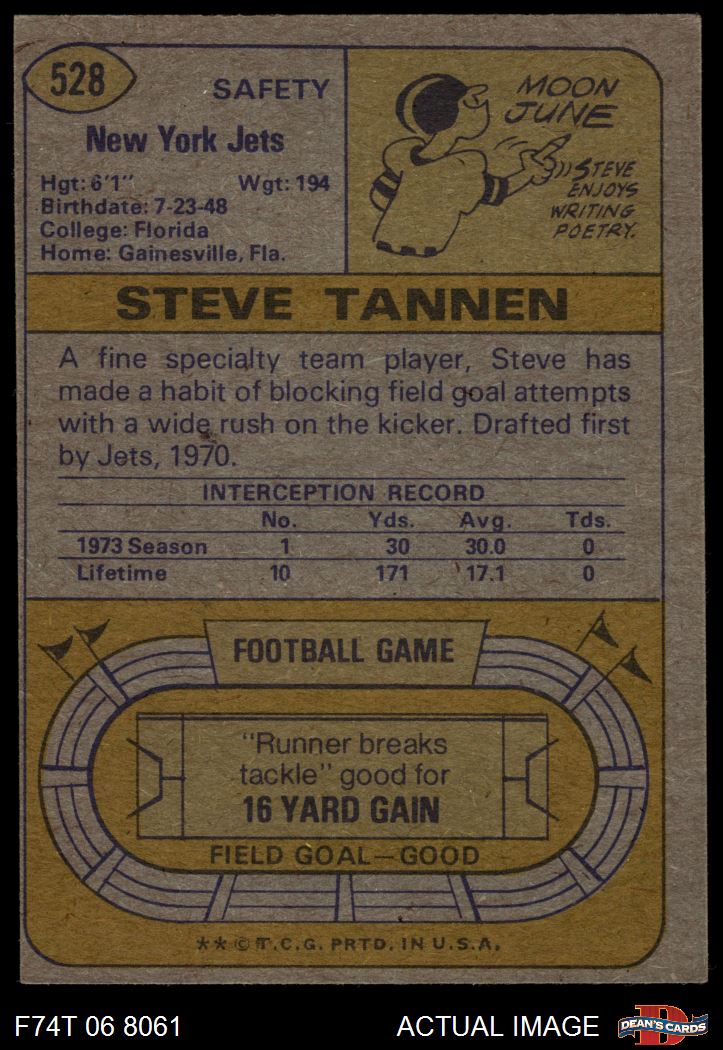 528
SAFETY
New York Jets
Hgt: 6'1" Wgt: 194
Birthdate: 7-23-48
College: Florida
Home: Gainesville, Fla.
MOON
JUNE
STEVE
ENJOYS
WRITING
POETRY.
STEVE TANNEN
A fine specialty team player, Steve has
made a habit of blocking field goal attempts
with a wide rush on the kicker. Drafted first
by Jets, 1970.
INTERCEPTION RECORD
No. Yds. Avg. Tds.
1973 Season 1 30 30.0 0
Lifetime 10 171 17.1 0
FOOTBALL GAME
"Runner breaks
tackle" good for
16 YARD GAIN
FIELD GOAL—GOOD
** © T.C.G. PRTD. IN U.S.A.
F74T 06 8061 ACTUAL IMAGE
D
DEAN'S CARDS